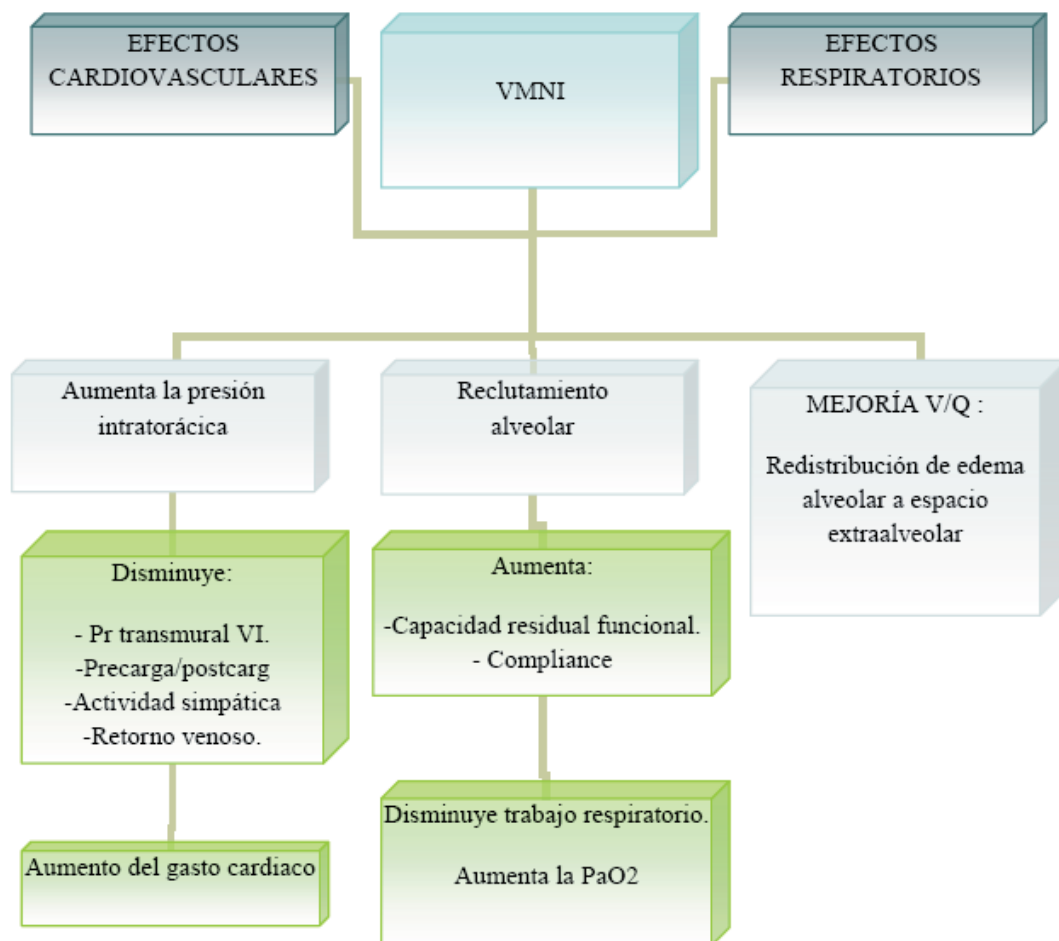 EFECTOS
CARDIOVASCULARES
VMNI
EFECTOS
RESPIRATORIOS
Aumenta la presión
intratorácica
Reclutamiento
alveolar
MEJORÍA V/Q :
Redistribución de edema
alveolar a espacio
extraalveolar
Disminuye:
- Pr transmural VI.
-Precarga/postcarg
-Actividad simpática
-Retorno venoso.
Aumenta:
-Capacidad residual funcional.
- Compliance
Aumento del gasto cardiaco
Disminuye trabajo respiratorio.
Aumenta la PaO2